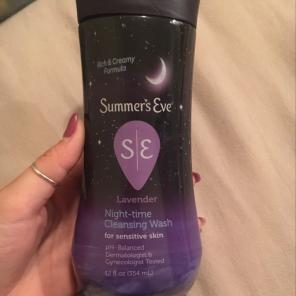 Rich & Creamy
Formula
Summer's Eve
S|E
Lavender
Night-time
Cleansing Wash
for sensitive skin
pH-Balanced
Dermatologist &
Gynecologist Tested
12 fl oz (354 mL)